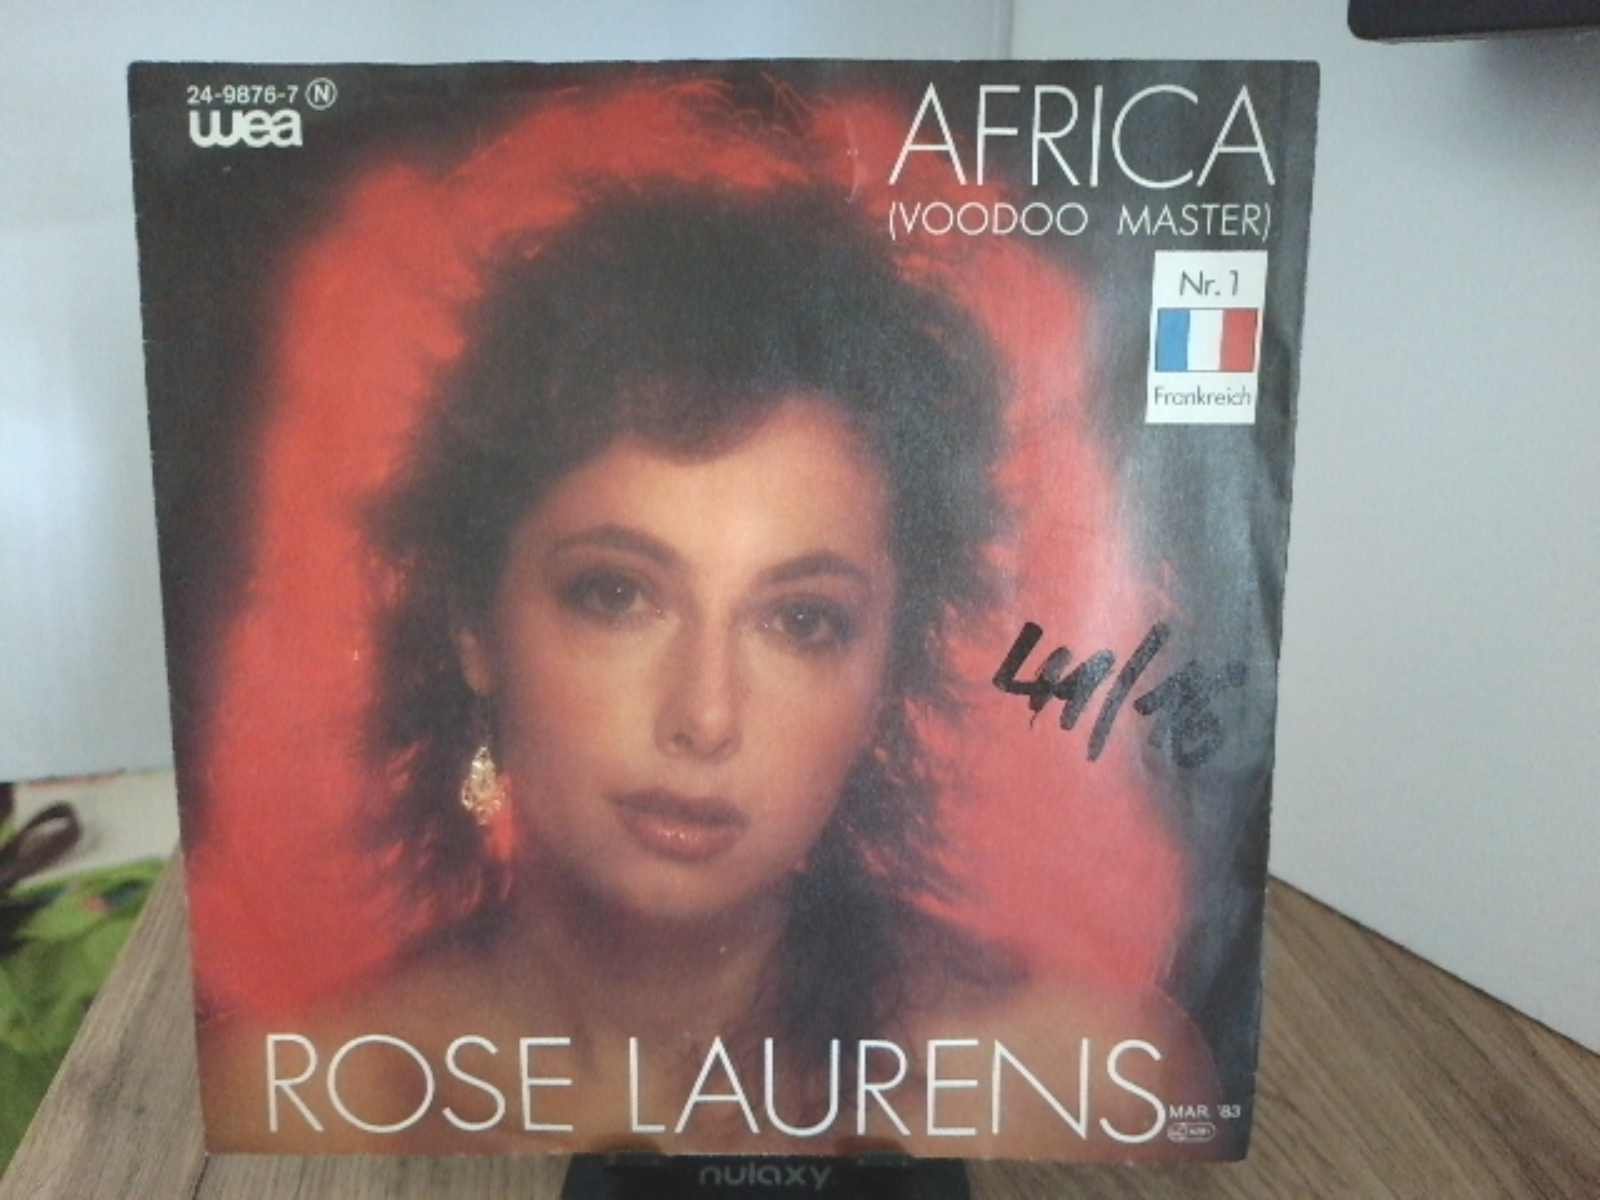 24-9876-7 N
wea
AFRICA
(VOODOO MASTER)
Nr. 1
Frankreich
ROSE LAURENS
MAR. '83
nulaxy